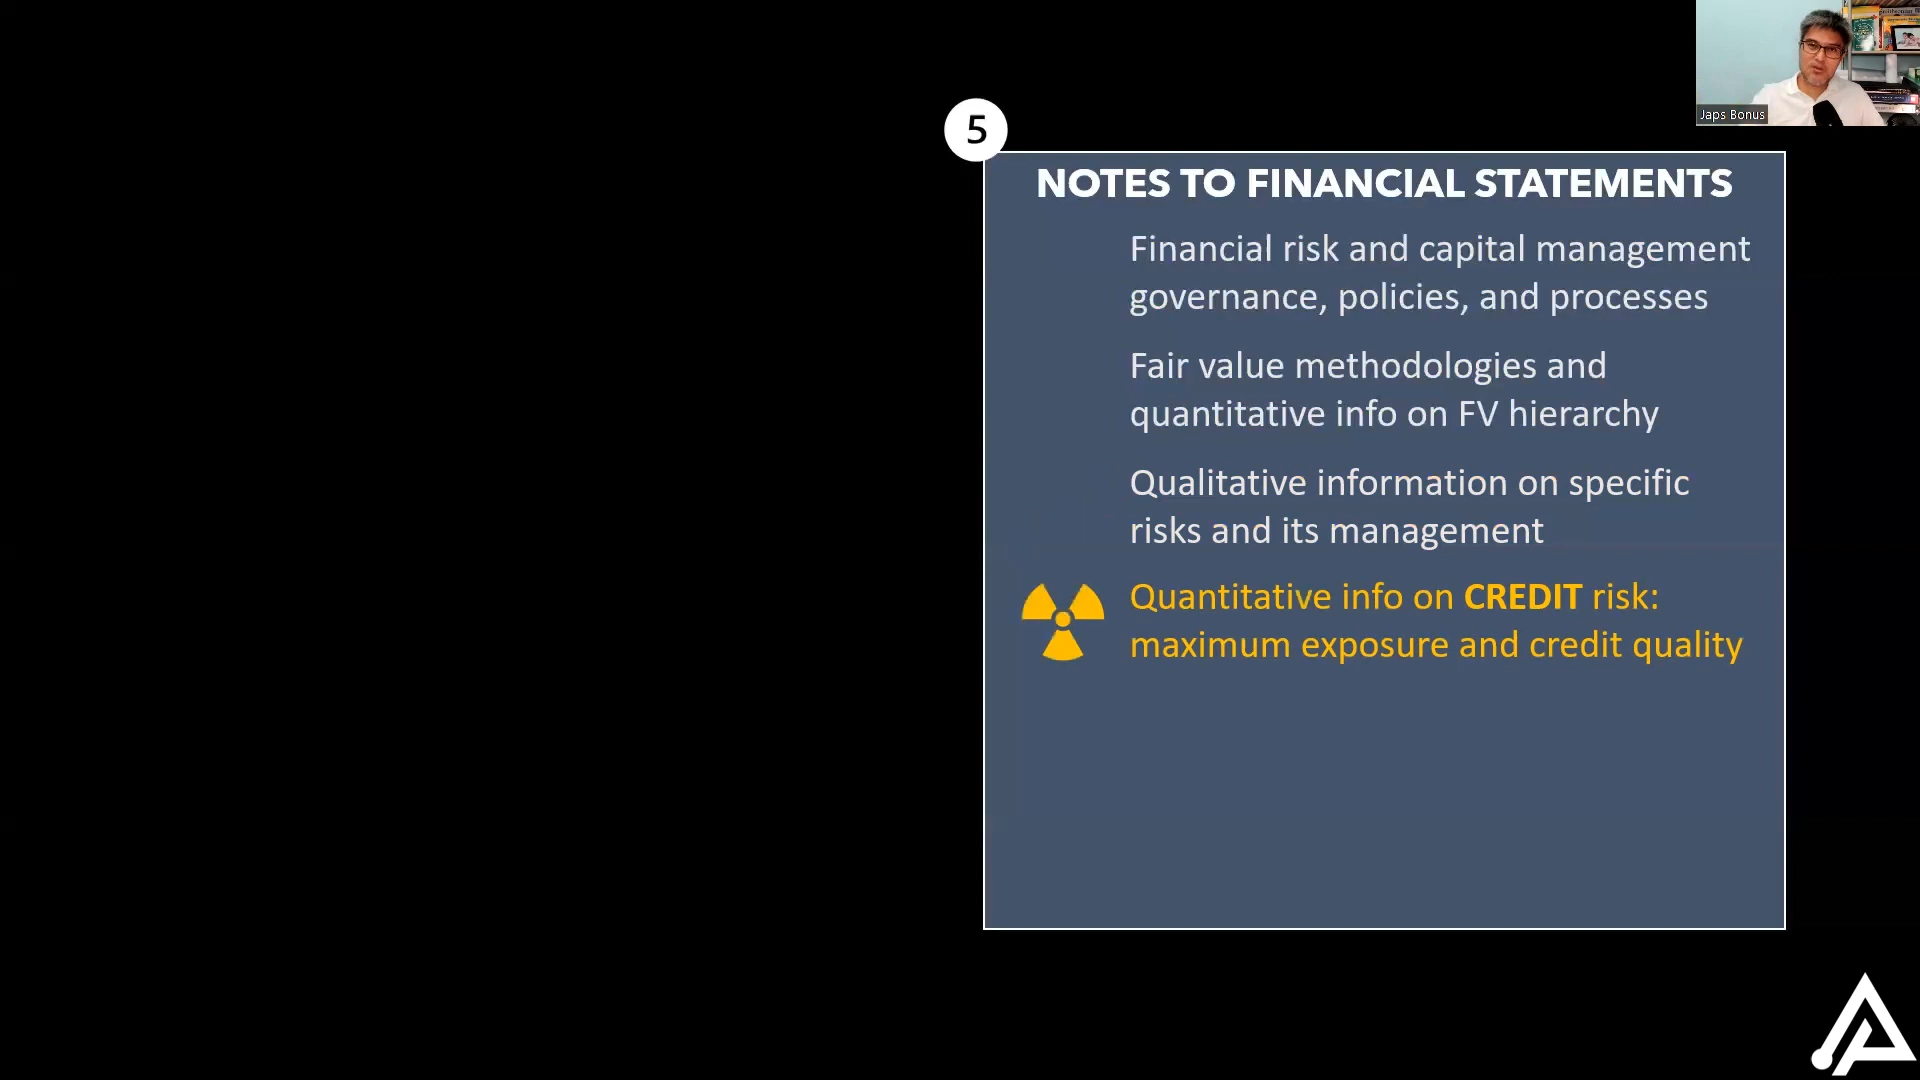 Japs Bonus
5
NOTES TO FINANCIAL STATEMENTS
Financial risk and capital management
governance, policies, and processes
Fair value methodologies and
quantitative info on FV hierarchy
Qualitative information on specific
risks and its management
Quantitative info on CREDIT risk:
maximum exposure and credit quality